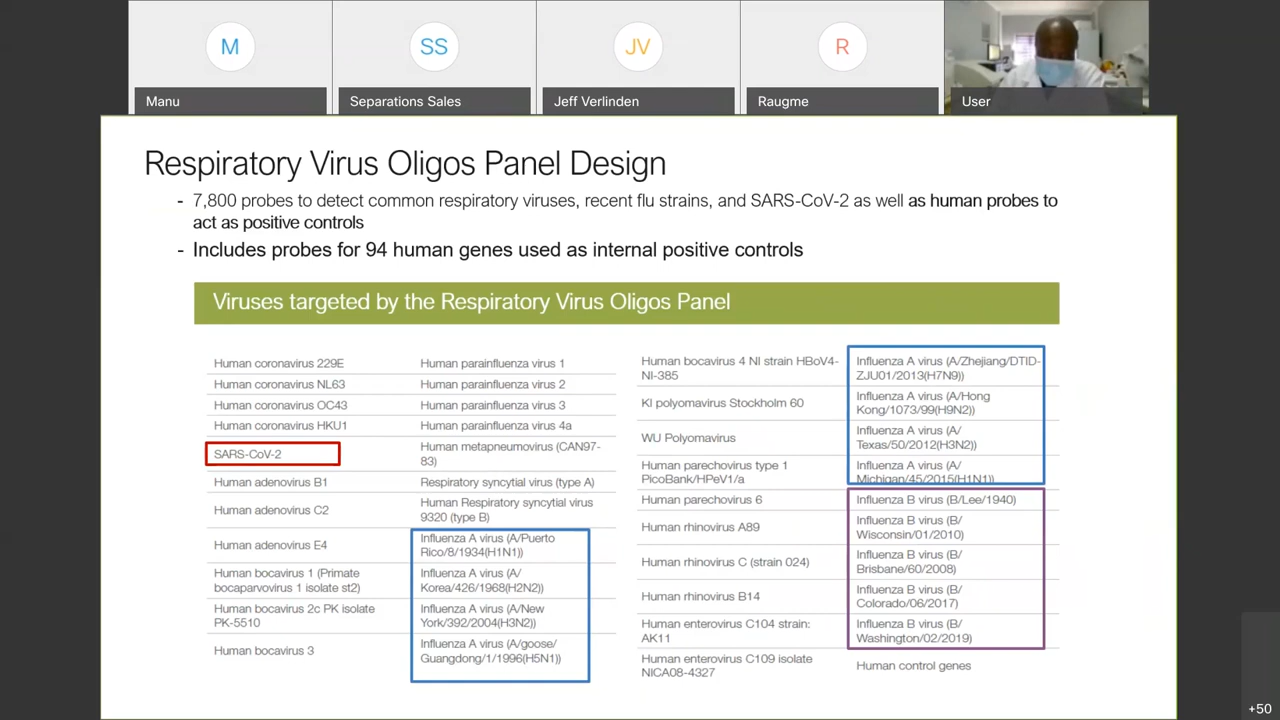 M
SS
JV
R
Manu
Separations Sales
Jeff Verlinden
Raugme
User
Respiratory Virus Oligos Panel Design
- 7,800 probes to detect common respiratory viruses, recent flu strains, and SARS-CoV-2 as well as human probes to
act as positive controls
- Includes probes for 94 human genes used as internal positive controls
Viruses targeted by the Respiratory Virus Oligos Panel
Human coronavirus 229E
Human coronavirus NL63
Human coronavirus OC43
Human coronavirus HKU1
SARS-CoV-2
Human adenovirus B1
Human adenovirus C2
Human adenovirus E4
Human bocavirus 1 (Primate
bocaparvovirus 1 isolate st2)
Human bocavirus 2c PK isolate
PK-5510
Human bocavirus 3
Human parainfluenza virus 1
Human parainfluenza virus 2
Human parainfluenza virus 3
Human parainfluenza virus 4a
Human metapneumovirus (CAN97-
83)
Respiratory syncytial virus (type A)
Human Respiratory syncytial virus
9320 (type B)
Influenza A virus (A/Puerto
Rico/8/1934(H1N1))
Influenza A virus (A/
Korea/426/1968(H2N2))
Influenza A virus (A/New
York/392/2004(H3N2))
Influenza A virus (A/goose/
Guangdong/1/1996(H5N1))
Human bocavirus 4 NI strain HBoV4-
NI-385
KI polyomavirus Stockholm 60
WU Polyomavirus
Human parechovirus type 1
PicoBank/HPeV1/a
Human parechovirus 6
Human rhinovirus A89
Human rhinovirus C (strain 024)
Human rhinovirus B14
Human enterovirus C104 strain:
AK11
Human enterovirus C109 isolate
NICA08-4327
Influenza A virus (A/Zhejiang/DTID-
ZJU01/2013(H7N9))
Influenza A virus (A/Hong
Kong/1073/99(H9N2))
Influenza A virus (A/
Texas/50/2012(H3N2))
Influenza A virus (A/
Michigan/45/2015(H1N1))
Influenza B virus (B/Lee/1940)
Influenza B virus (B/
Wisconsin/01/2010)
Influenza B virus (B/
Brisbane/60/2008)
Influenza B virus (B/
Colorado/06/2017)
Influenza B virus (B/
Washington/02/2019)
Human control genes
+50